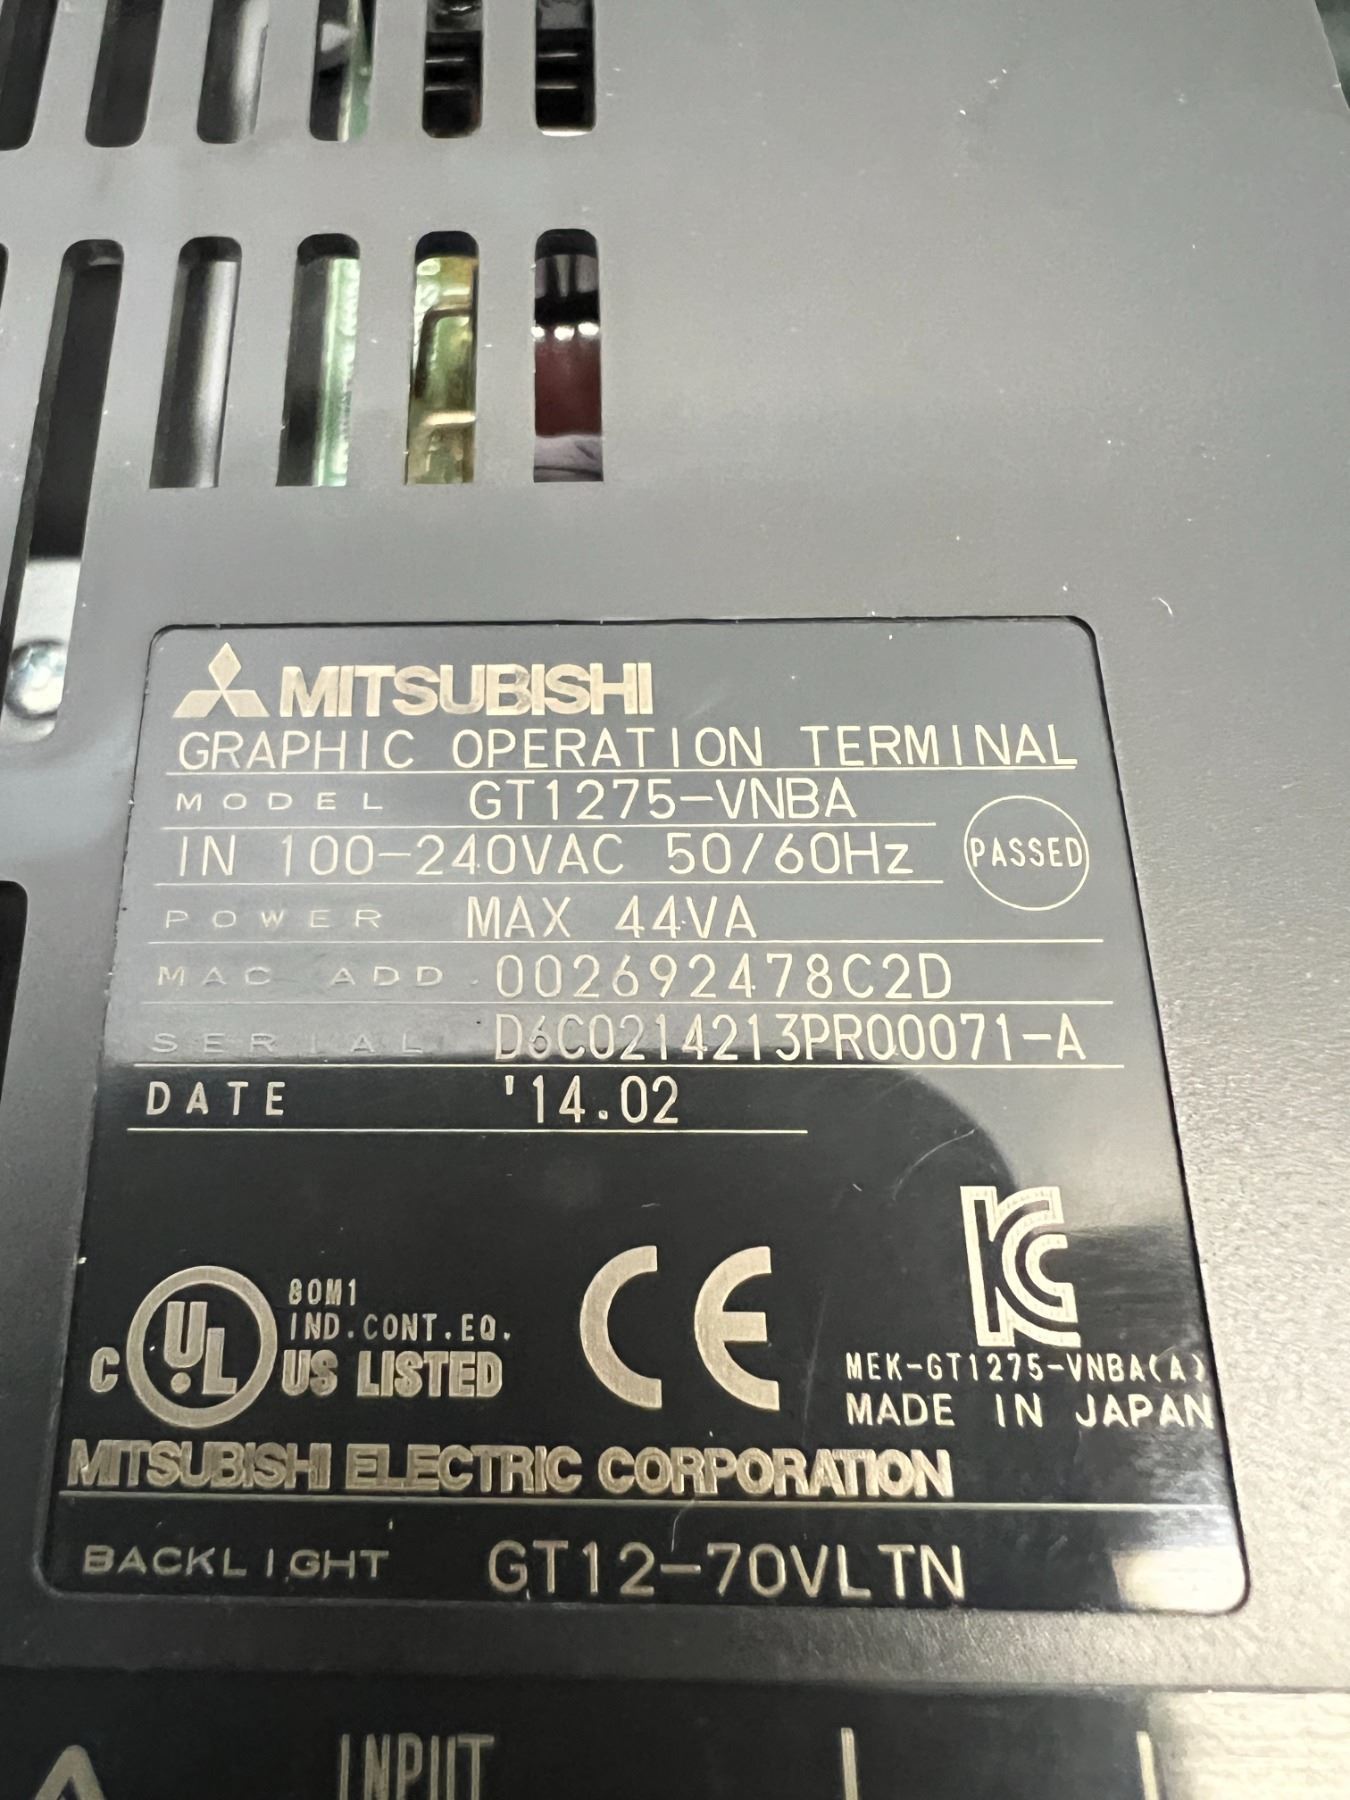 MITSUBISHI
GRAPHIC OPERATION TERMINAL
MODEL GT1275-VNBA
IN 100-240VAC 50/60Hz
PASSED
POWER MAX 44VA
MAC ADD. 002692478C2D
SERIAL D6C0214213PR00071-A
DATE '14.02
C UL
80M1
IND.CONT.EQ.
US LISTED
CE
KC
MEK-GT1275-VNBA(A)
MADE IN JAPAN
MITSUBISHI ELECTRIC CORPORATION
BACKLIGHT GT12-70VLTN
INPUT